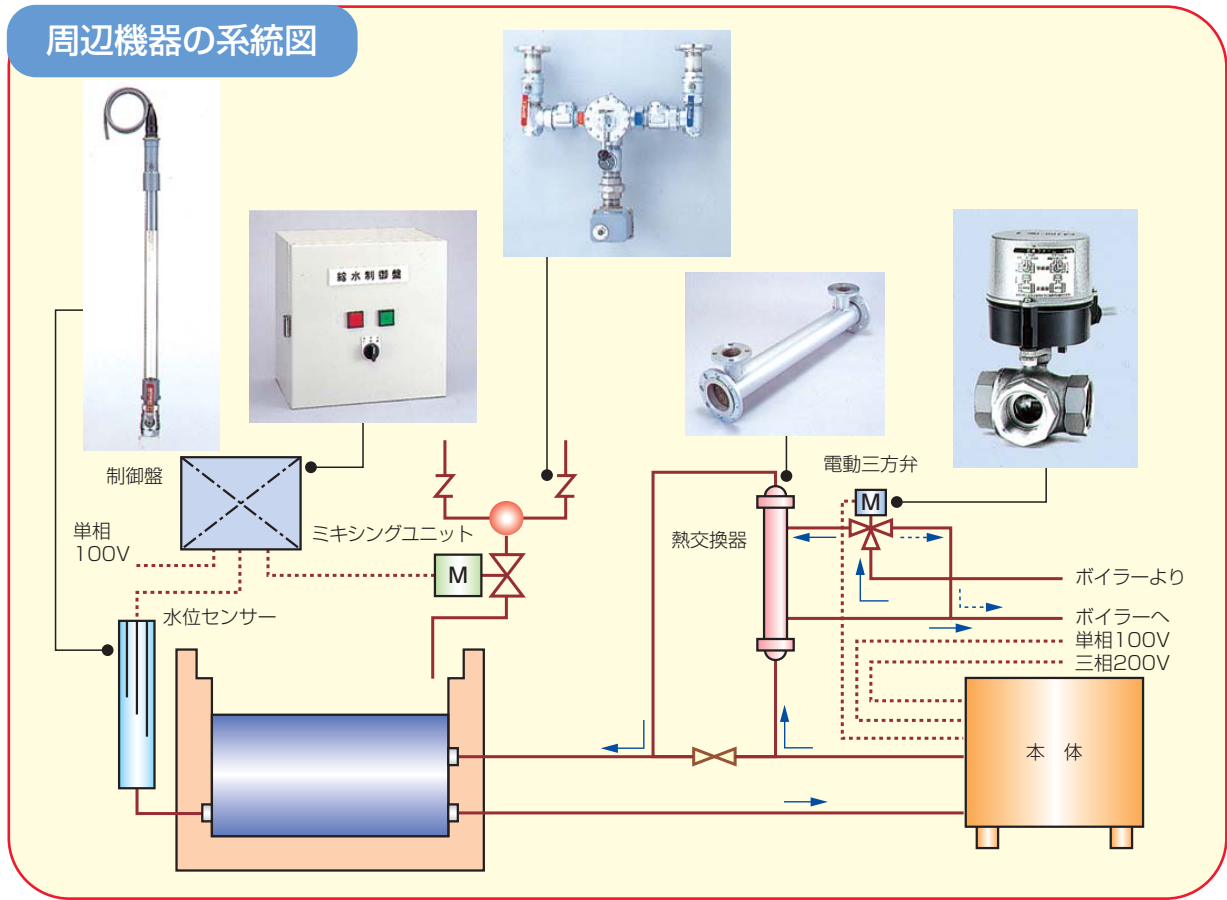 周辺機器の系統図
給水制御盤
制御盤
電動三方弁
M
単相
100V
ミキシングユニット
熱交換器
M
ボイラーより
水位センサー
ボイラーへ
単相100V
三相200V
本 体